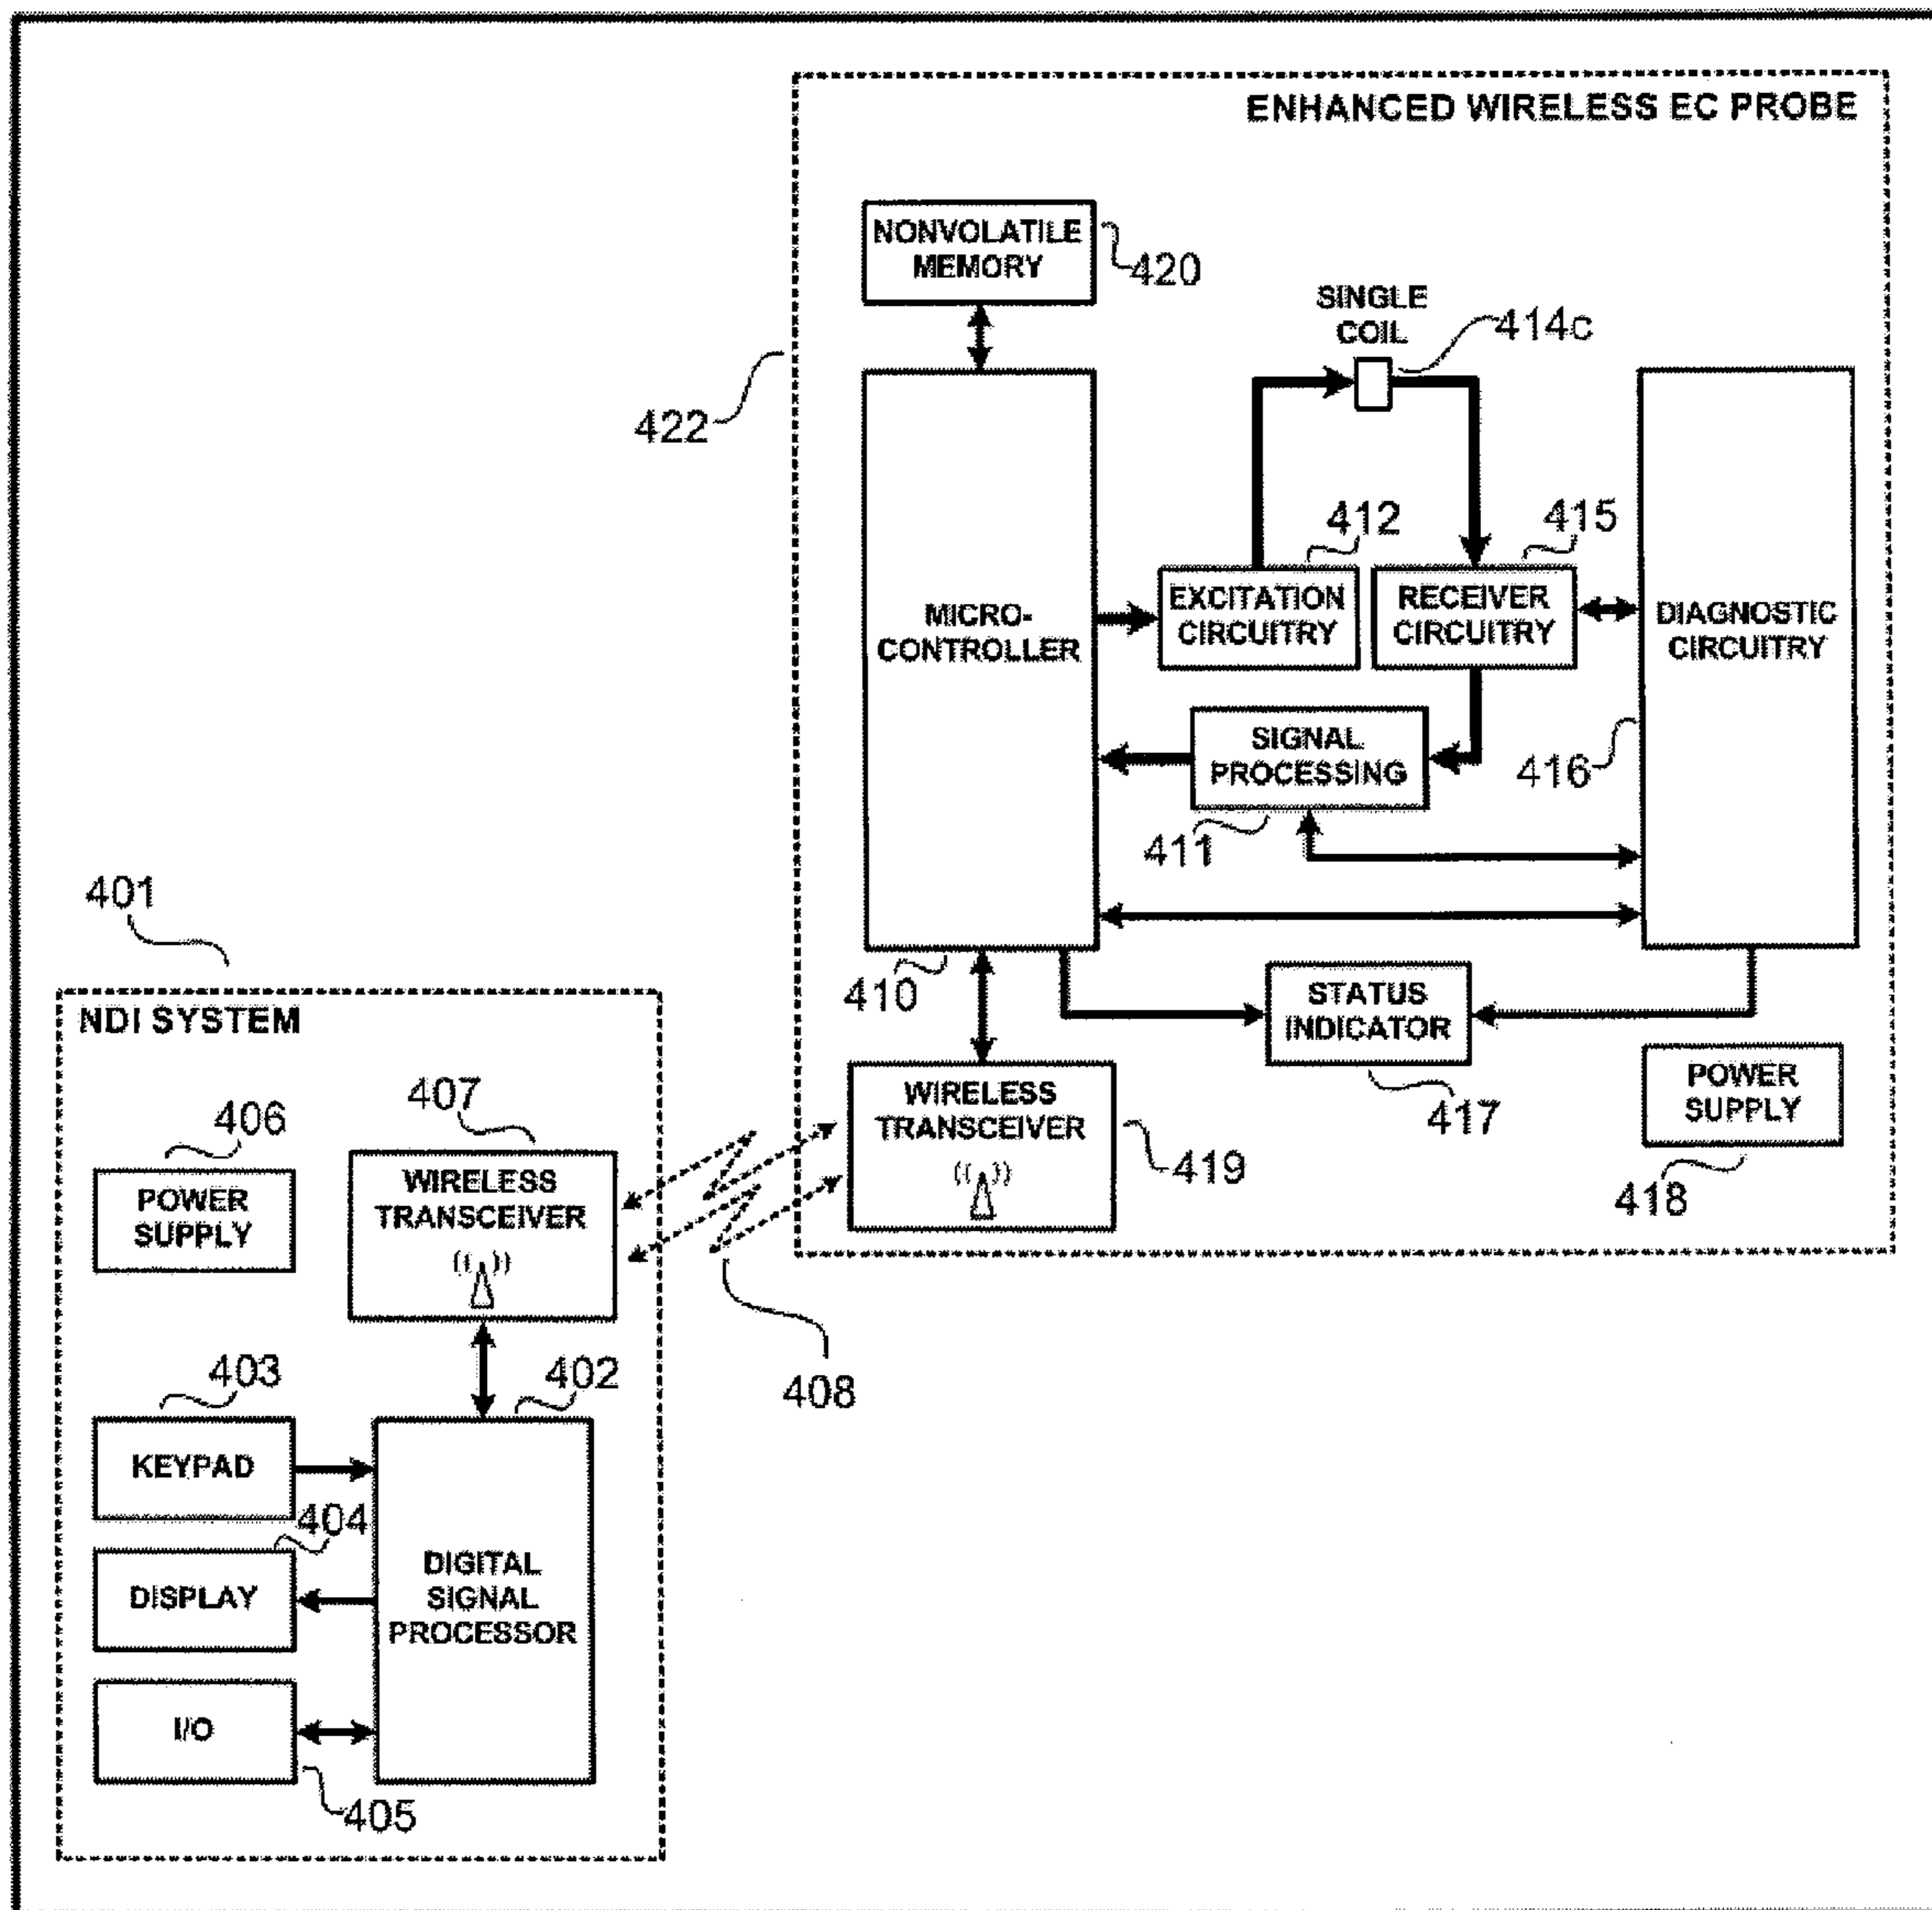 ENHANCED WIRELESS EC PROBE
NONVOLATILE
MEMORY
420
SINGLE
COIL
414c
422
412
415
MICRO-
CONTROLLER
EXCITATION
CIRCUITRY
RECEIVER
CIRCUITRY
DIAGNOSTIC
CIRCUITRY
SIGNAL
PROCESSING
416
411
401
410
STATUS
INDICATOR
NDI SYSTEM
407
WIRELESS
TRANSCEIVER
((·))
417
POWER
SUPPLY
406
419
418
POWER
SUPPLY
WIRELESS
TRANSCEIVER
((·))
408
403
402
KEYPAD
404
DISPLAY
DIGITAL
SIGNAL
PROCESSOR
I/O
405